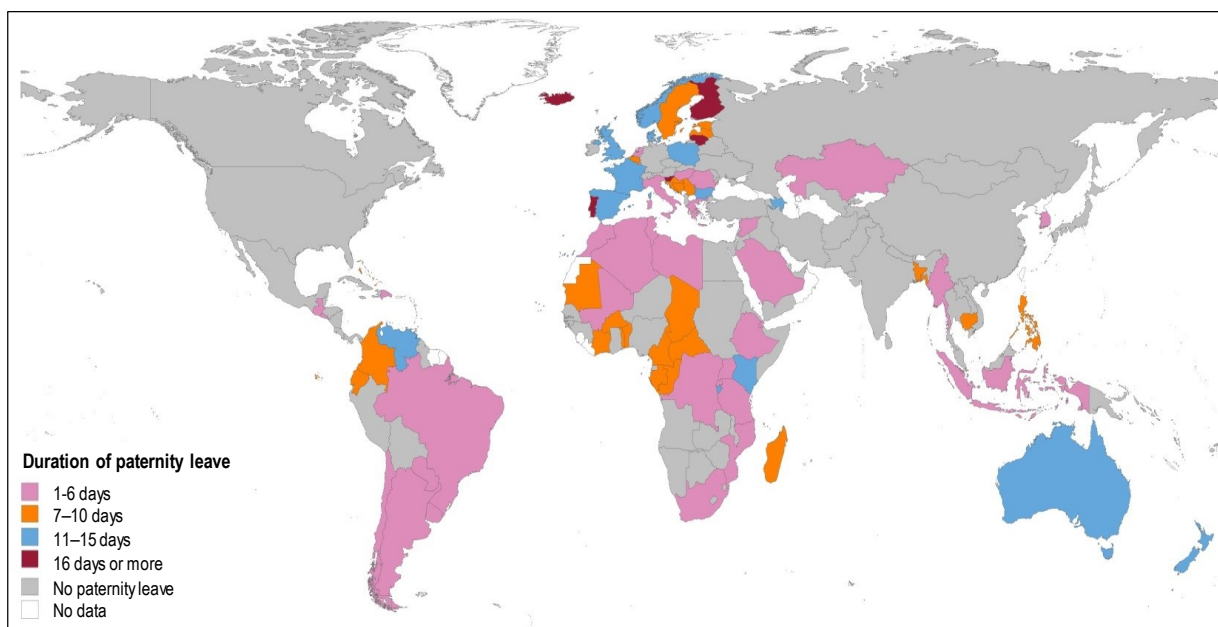 Duration of paternity leave
1-6 days
7–10 days
11–15 days
16 days or more
No paternity leave
No data